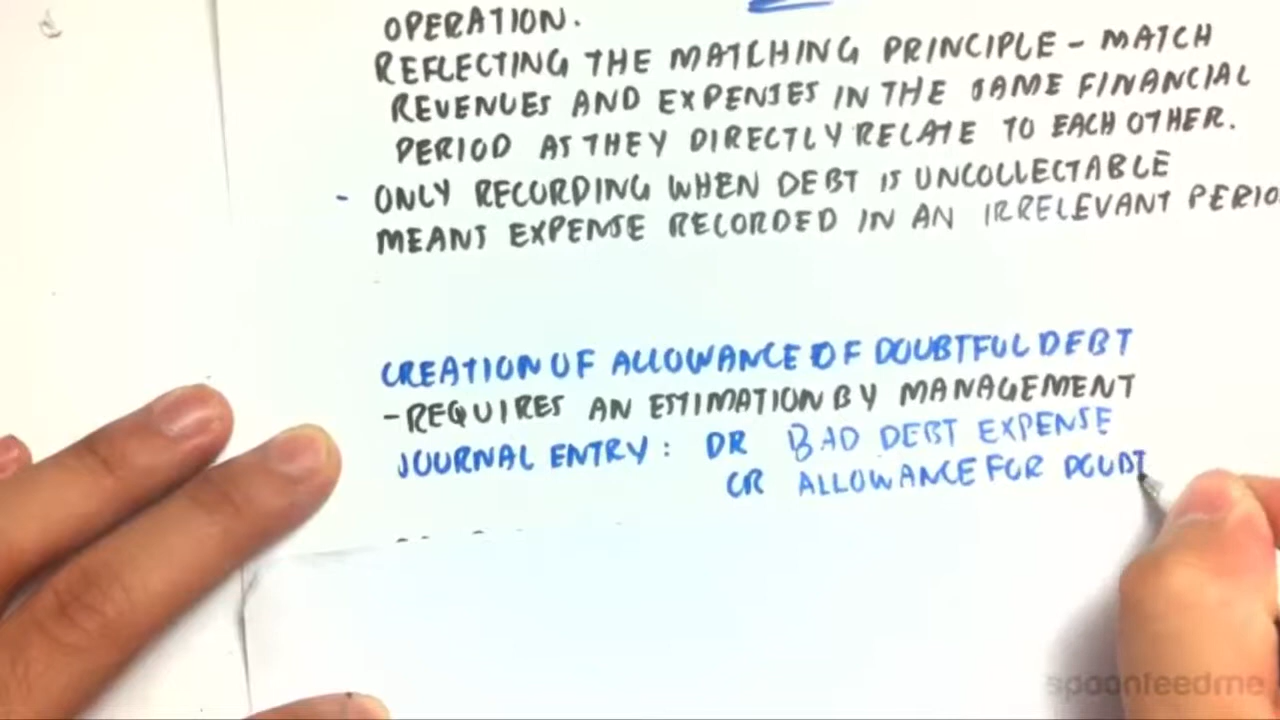 OPERATION.
REFLECTING THE MATCHING PRINCIPLE - MATCH
REVENUES AND EXPENSES IN THE SAME FINANCIAL
PERIOD AS THEY DIRECTLY RELATE TO EACH OTHER.
- ONLY RECORDING WHEN DEBT IS UNCOLLECTABLE
MEANS EXPENSE RECORDED IN AN IRRELEVANT PERIO
CREATION OF ALLOWANCE OF DOUBTFUL DEBT
- REQUIRES AN ESTIMATION BY MANAGEMENT
JOURNAL ENTRY: DR BAD DEBT EXPENSE
CR ALLOWANCE FOR DOUBT
spoonfeedme